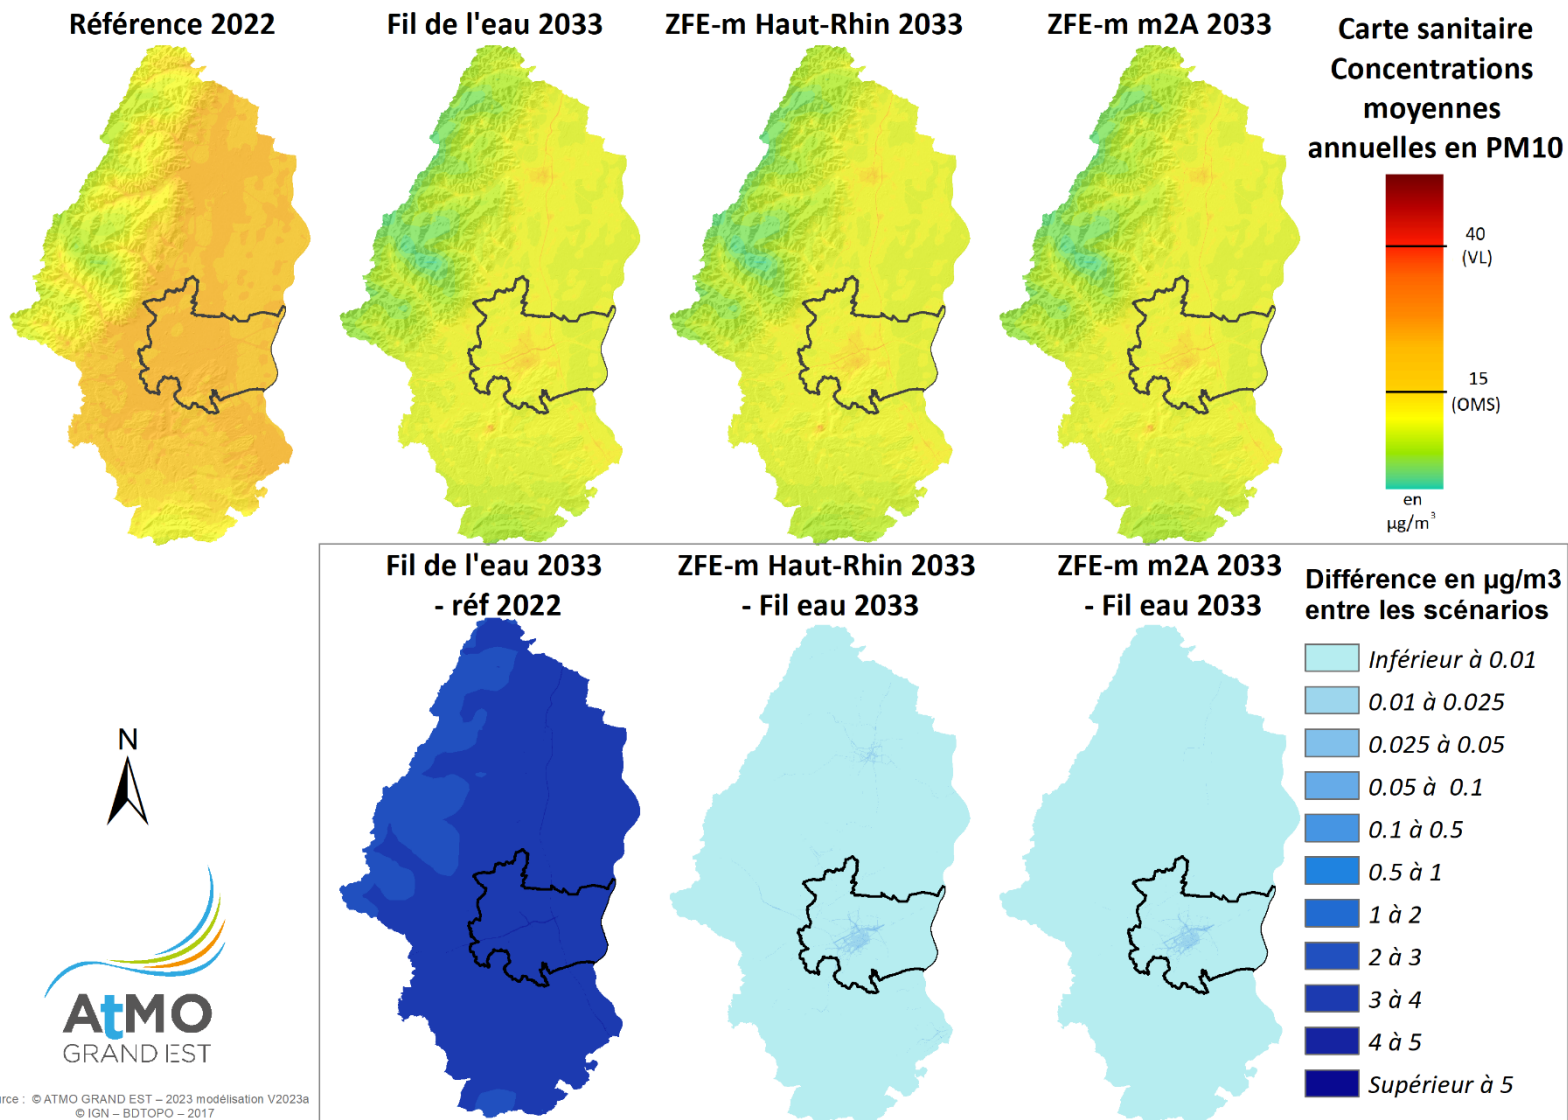 Référence 2022
Fil de l'eau 2033
ZFE-m Haut-Rhin 2033
ZFE-m m2A 2033
Carte sanitaire
Concentrations
moyennes
annuelles en PM10
40
(VL)
15
(OMS)
en
µg/m³
Fil de l'eau 2033
- réf 2022
ZFE-m Haut-Rhin 2033
- Fil eau 2033
ZFE-m m2A 2033
- Fil eau 2033
Différence en µg/m3
entre les scénarios
Inférieur à 0.01
0.01 à 0.025
0.025 à 0.05
0.05 à 0.1
0.1 à 0.5
0.5 à 1
1 à 2
2 à 3
3 à 4
4 à 5
Supérieur à 5
N
AtMO
GRAND EST
urce : © ATMO GRAND EST – 2023 modélisation V2023a
© IGN – BDTOPO – 2017